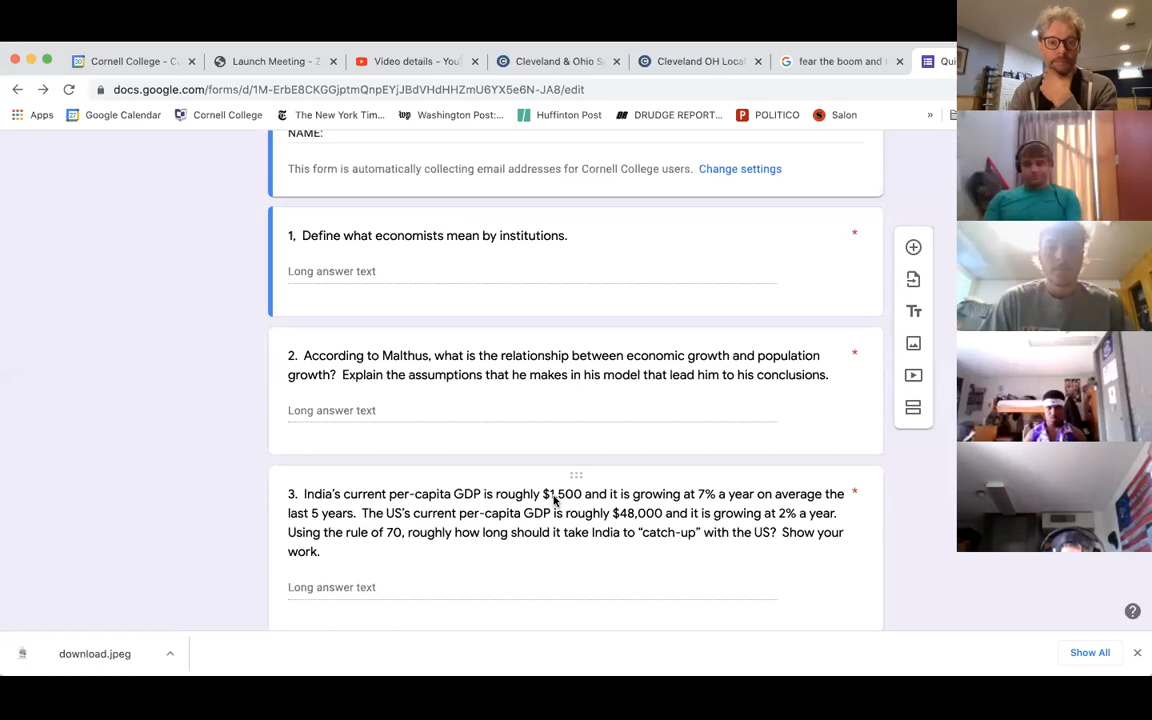 Cornell College - C
Launch Meeting - Z
Video details - You
Cleveland & Ohio S
Cleveland OH Loca
fear the boom and
Qui
docs.google.com/forms/d/1M-ErbE8CKGGjptmQnpEYjJBdVHdHHZmU6YX5e6N-JA8/edit
Apps
Google Calendar
Cornell College
The New York Tim...
Washington Post:...
Huffinton Post
DRUDGE REPORT...
POLITICO
Salon
»
NAME:
This form is automatically collecting email addresses for Cornell College users. Change settings
1, Define what economists mean by institutions. *
Long answer text
2. According to Malthus, what is the relationship between economic growth and population *
growth? Explain the assumptions that he makes in his model that lead him to his conclusions.
Long answer text
3. India's current per-capita GDP is roughly $1,500 and it is growing at 7% a year on average the *
last 5 years. The US's current per-capita GDP is roughly $48,000 and it is growing at 2% a year.
Using the rule of 70, roughly how long should it take India to “catch-up” with the US? Show your
work.
Long answer text
Tт
download.jpeg
Show All